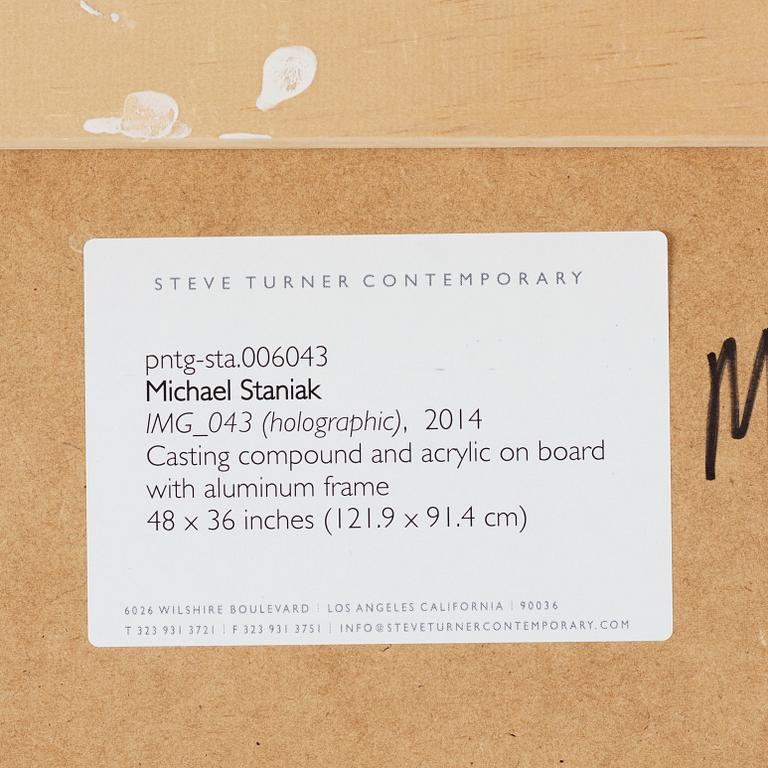 STEVE TURNER CONTEMPORARY
pntg-sta.006043
Michael Staniak
IMG_043 (holographic), 2014
Casting compound and acrylic on board
with aluminum frame
48 x 36 inches (121.9 x 91.4 cm)
6026 WILSHIRE BOULEVARD | LOS ANGELES CALIFORNIA | 90036
T 323 931 3721 | F 323 931 3751 | INFO@STEVETURNERCONTEMPORARY.COM